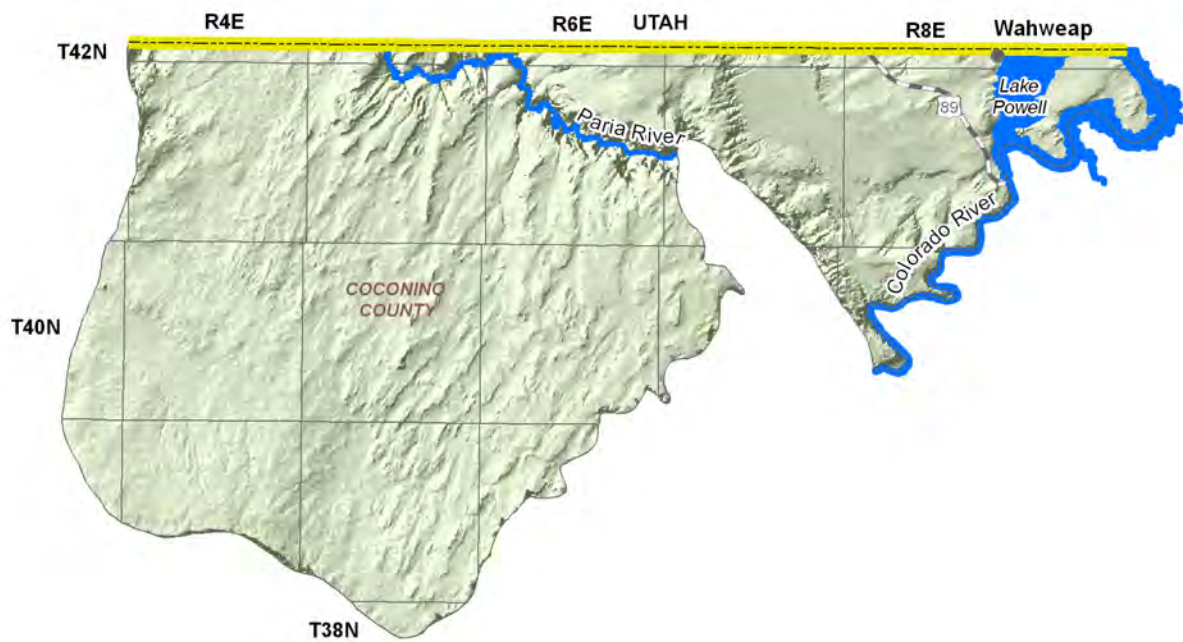 R4E
R6E
UTAH
R8E
Wahweap
T42N
Lake
Powell
89
Paria River
Colorado River
COCONINO
COUNTY
T40N
T38N